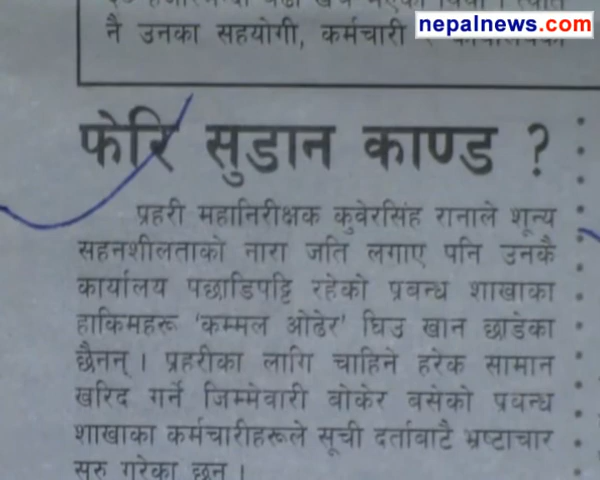 nepalnews.com
नै उनका सहयोगी, कर्मचारी र
फेरि सुडान काण्ड ?
प्रहरी महानिरीक्षक कुवेरसिंह रानाले शून्य
सहनशीलताको नारा जति लगाए पनि उनकै
कार्यालय पछाडिपट्टि रहेको प्रबन्ध शाखाका
हाकिमहरू 'कम्मल ओढेर' घिउ खान छाडेका
छैनन् । प्रहरीका लागि चाहिने हरेक सामान
खरिद गर्ने जिम्मेवारी बोकेर बसेको प्रबन्ध
शाखाका कर्मचारीहरूले सूची दर्ताबाटै भ्रष्टाचार
सुरु गरेका छन् ।